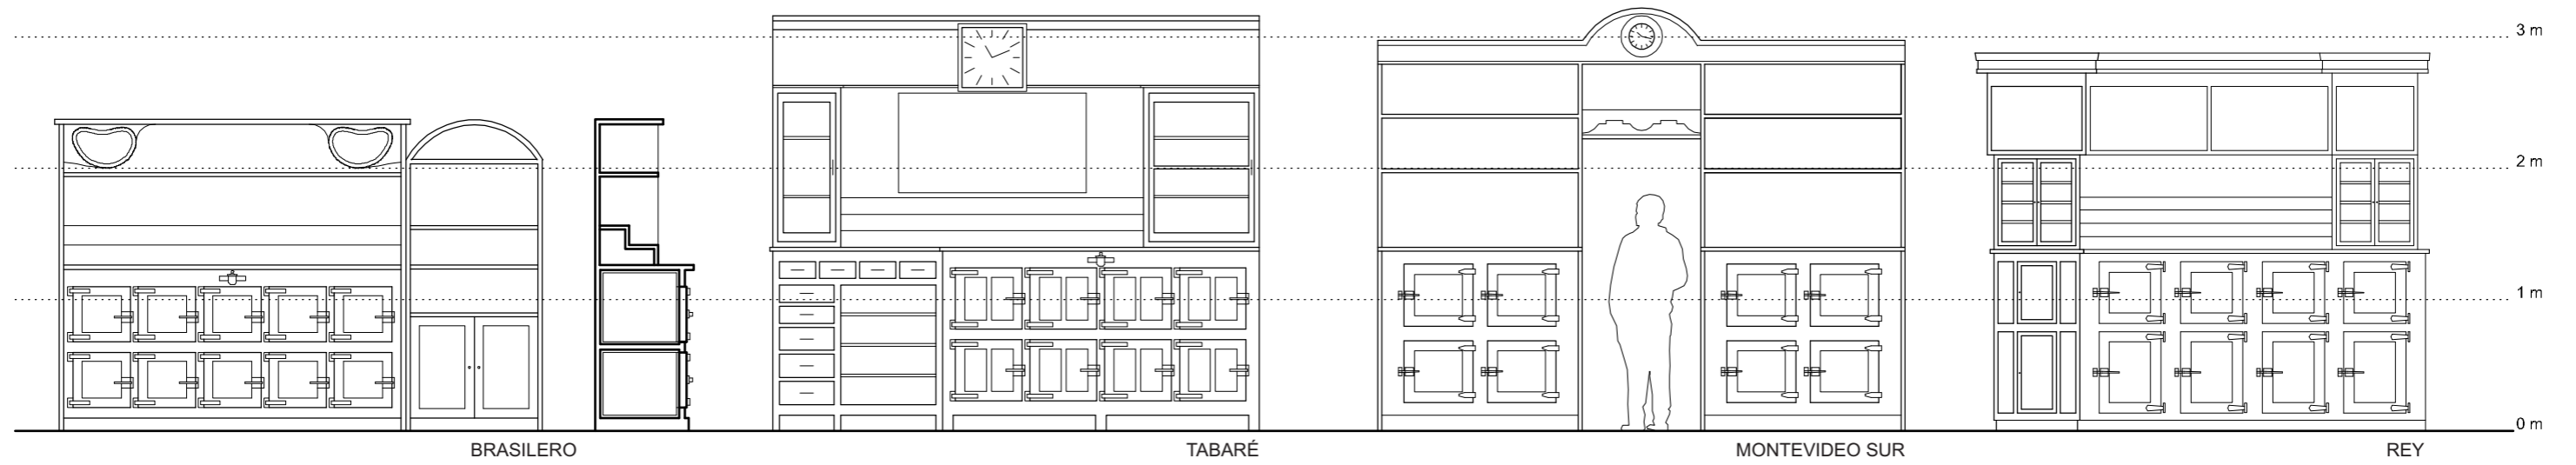 3 m
2 m
1 m
0 m
BRASILERO
TABARÉ
MONTEVIDEO SUR
REY